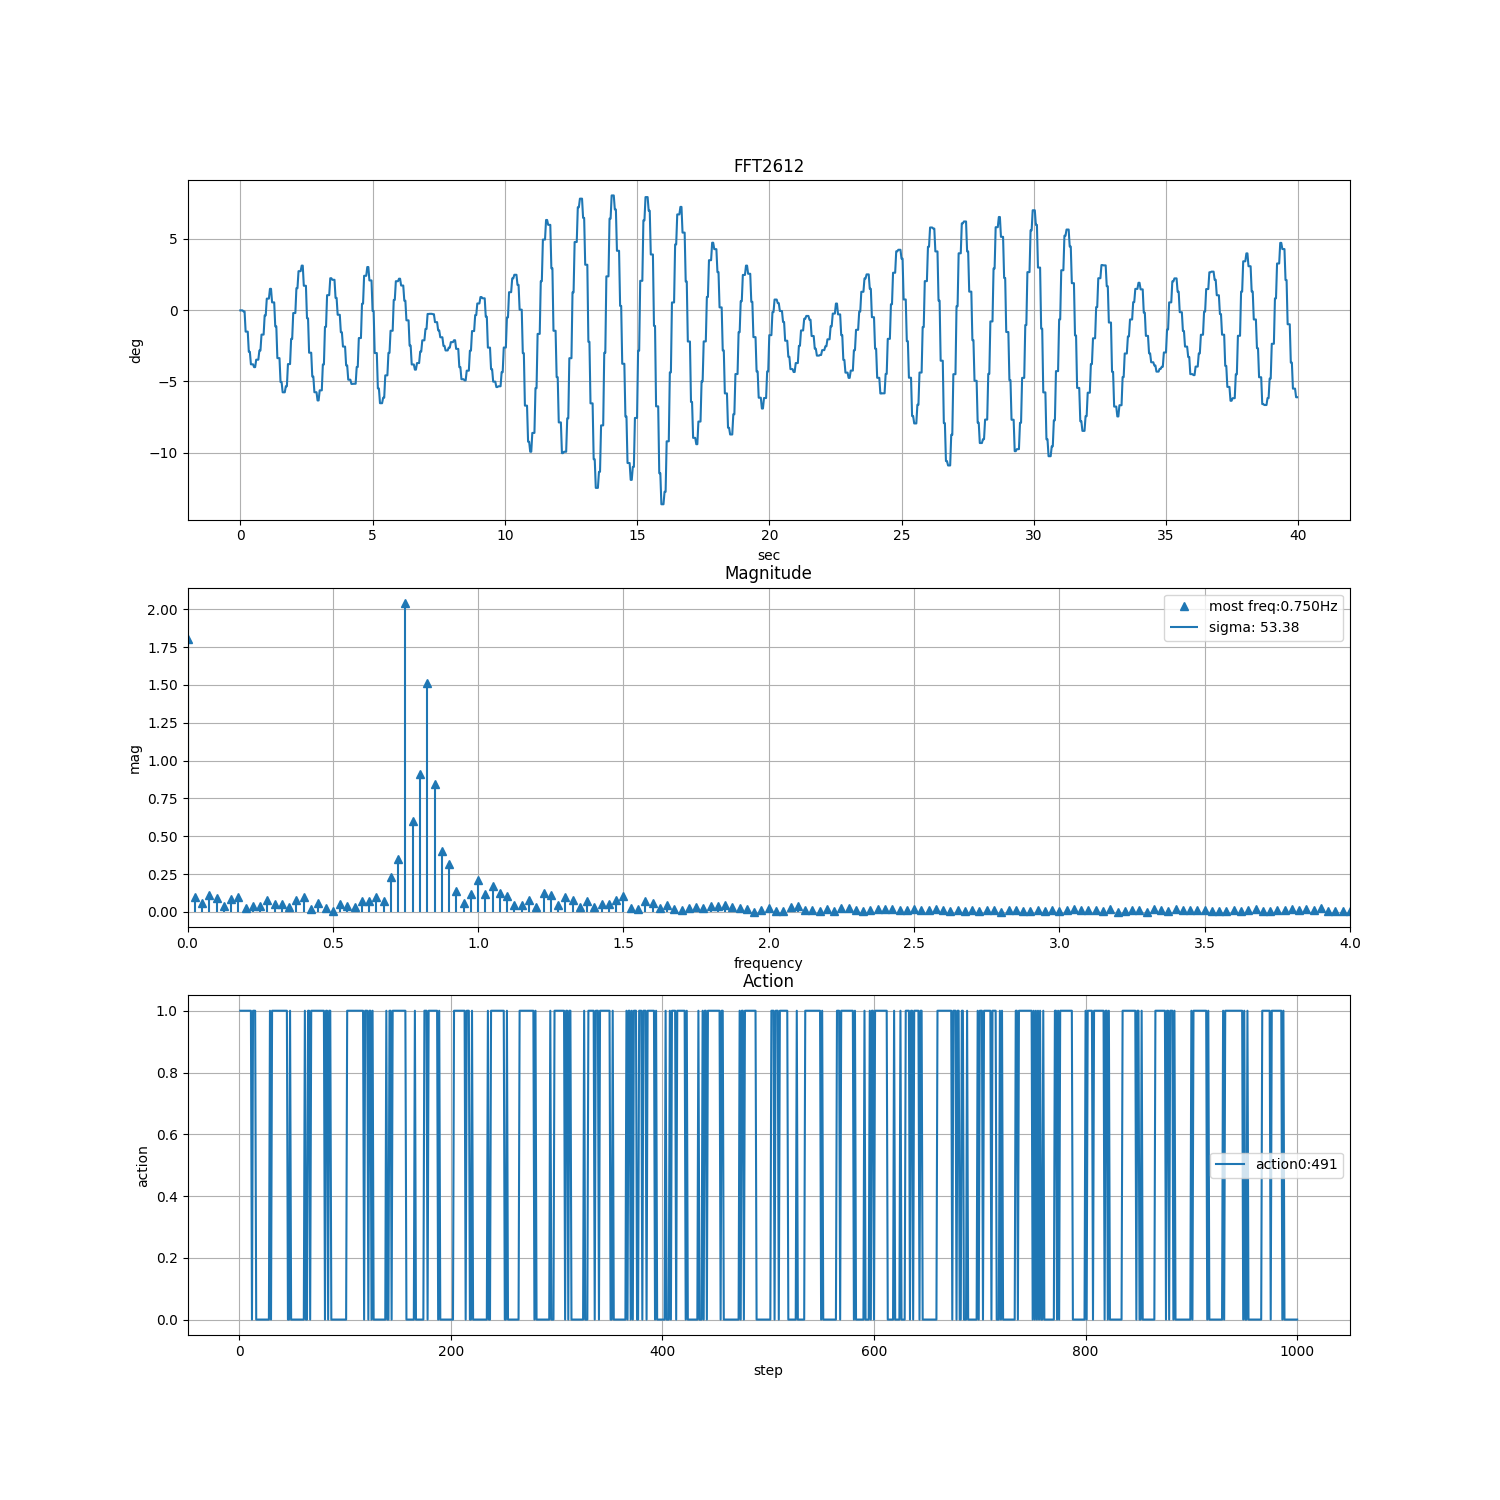 FFT2612
5
0
−5
−10
deg
0 5 10 15 20 25 30 35 40
sec
Magnitude
2.00
1.75
1.50
1.25
1.00
0.75
0.50
0.25
0.00
mag
most freq:0.750Hz
sigma: 53.38
0.0 0.5 1.0 1.5 2.0 2.5 3.0 3.5 4.0
frequency
Action
1.0
0.8
0.6
0.4
0.2
0.0
action
action0:491
0 200 400 600 800 1000
step